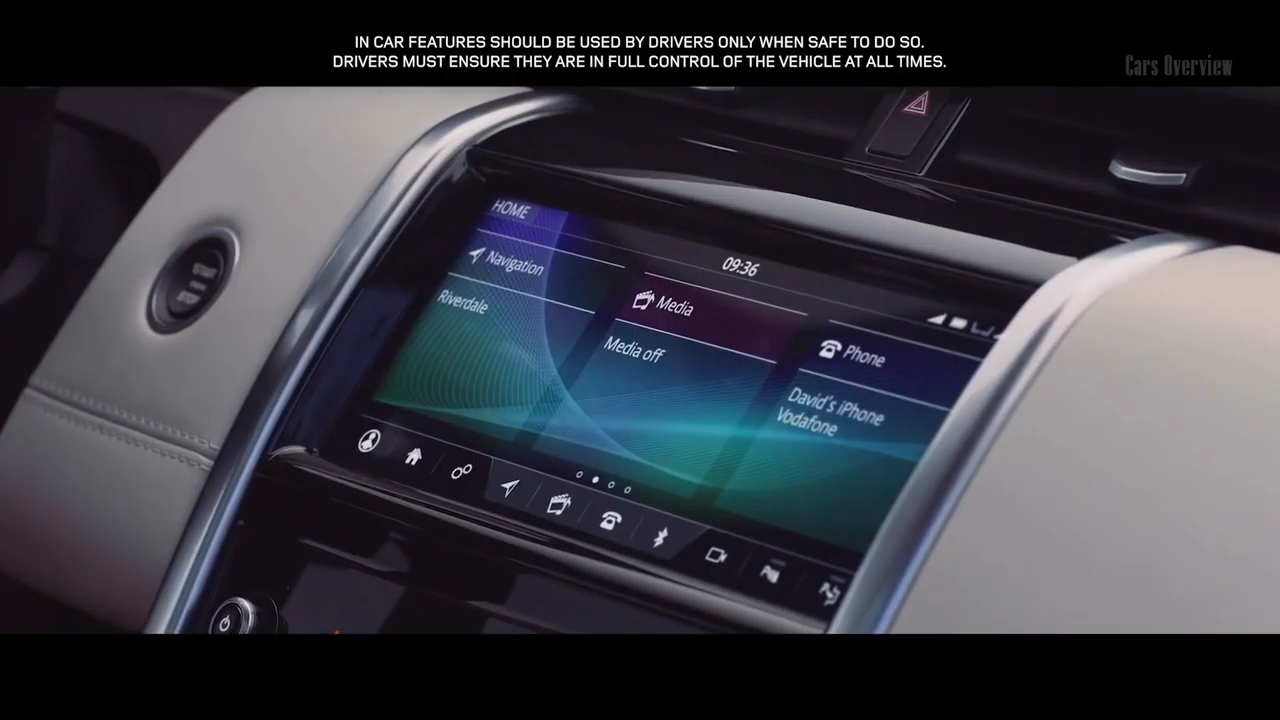 IN CAR FEATURES SHOULD BE USED BY DRIVERS ONLY WHEN SAFE TO DO SO.
DRIVERS MUST ENSURE THEY ARE IN FULL CONTROL OF THE VEHICLE AT ALL TIMES.
Cars Overview
HOME
09:36
Navigation
Riverdale
Media
Media off
Phone
David's iPhone
Vodafone
START
STOP